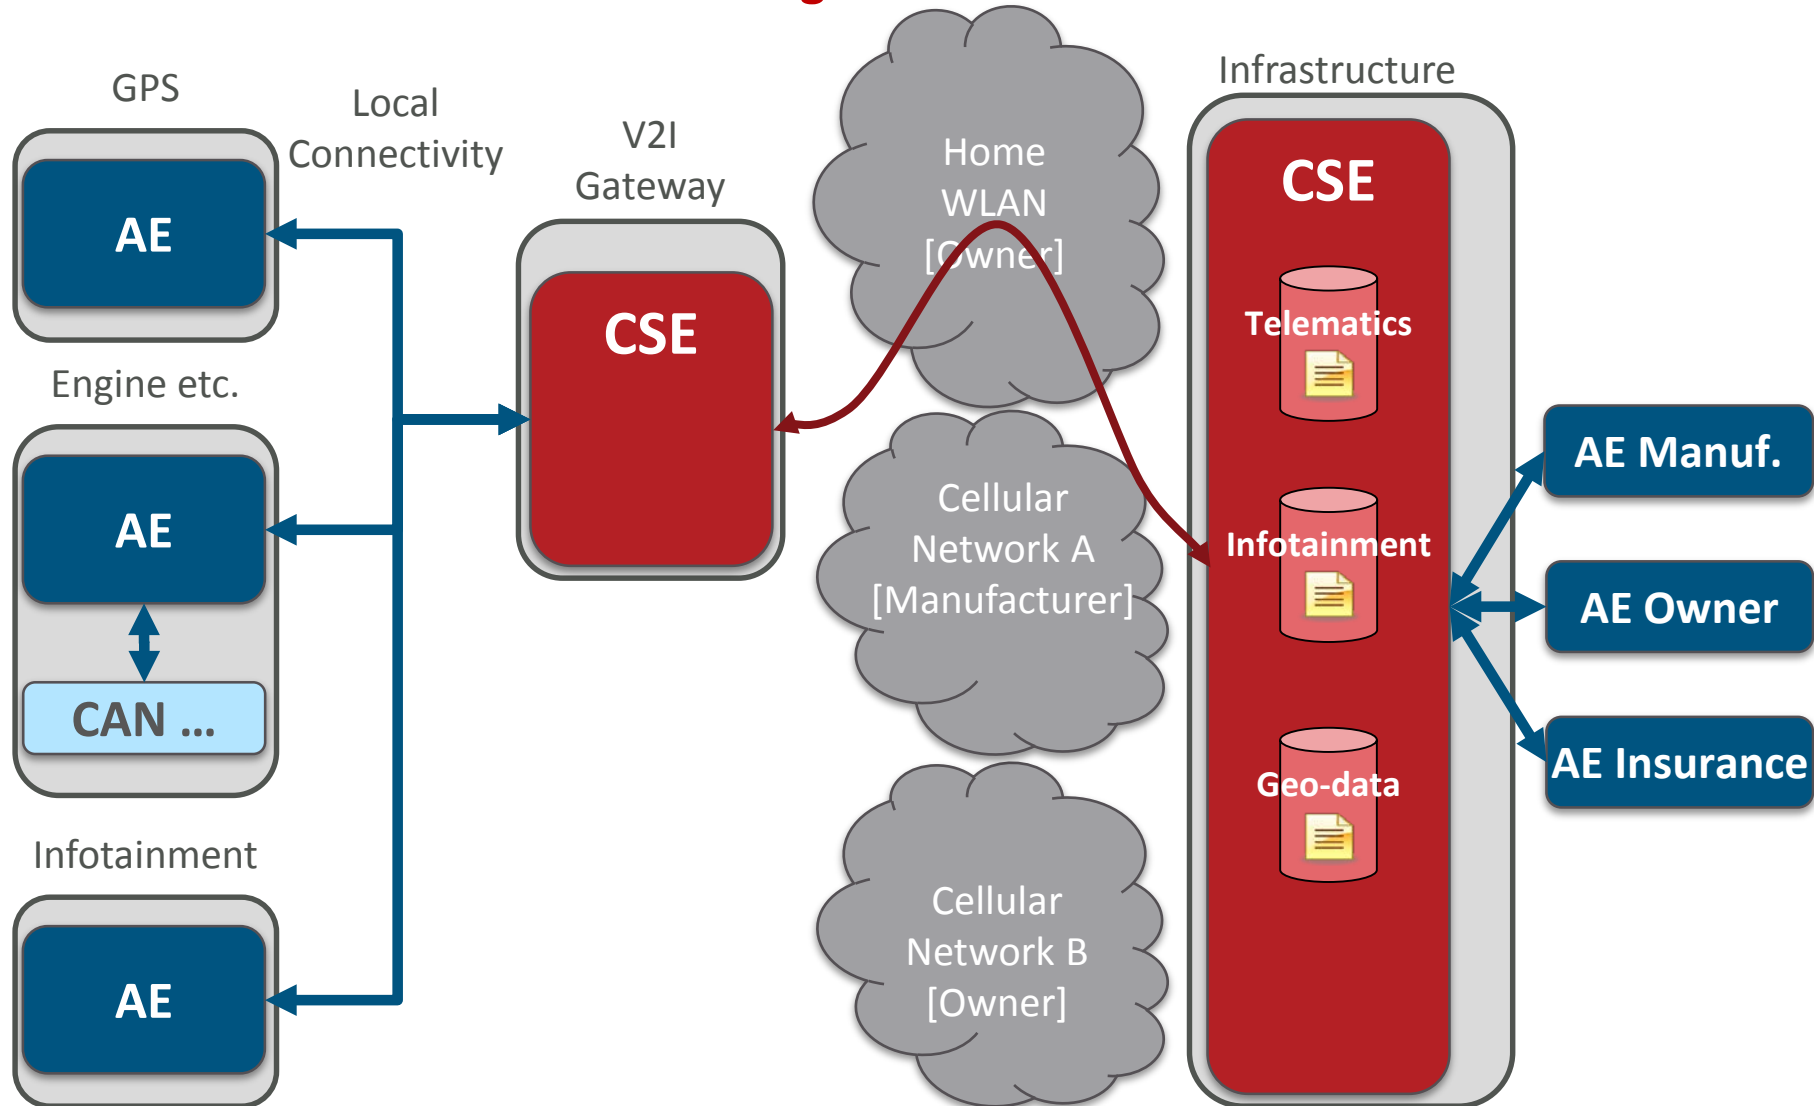 g
GPS
AE
Engine etc.
AE
CAN ...
Infotainment
AE
Local
Connectivity
V2I
Gateway
CSE
Home
WLAN
[Owner]
Cellular
Network A
[Manufacturer]
Cellular
Network B
[Owner]
Infrastructure
CSE
Telematics
Infotainment
Geo-data
AE Manuf.
AE Owner
AE Insurance